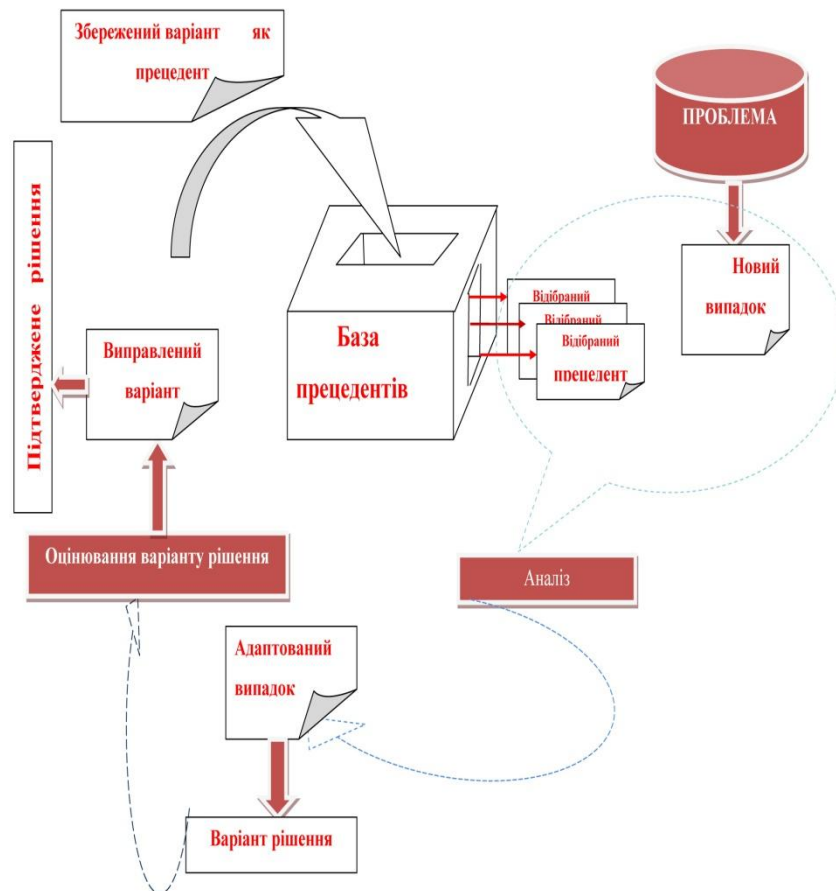 Збережений варіант як
прецедент
ПРОБЛЕМА
Новий
випадок
Відібраний
Відібраний
Відібраний
прецедент
База
прецедентів
Підтверджене рішення
Виправлений
варіант
Оцінювання варіанту рішення
Аналіз
Адаптований
випадок
Варіант рішення